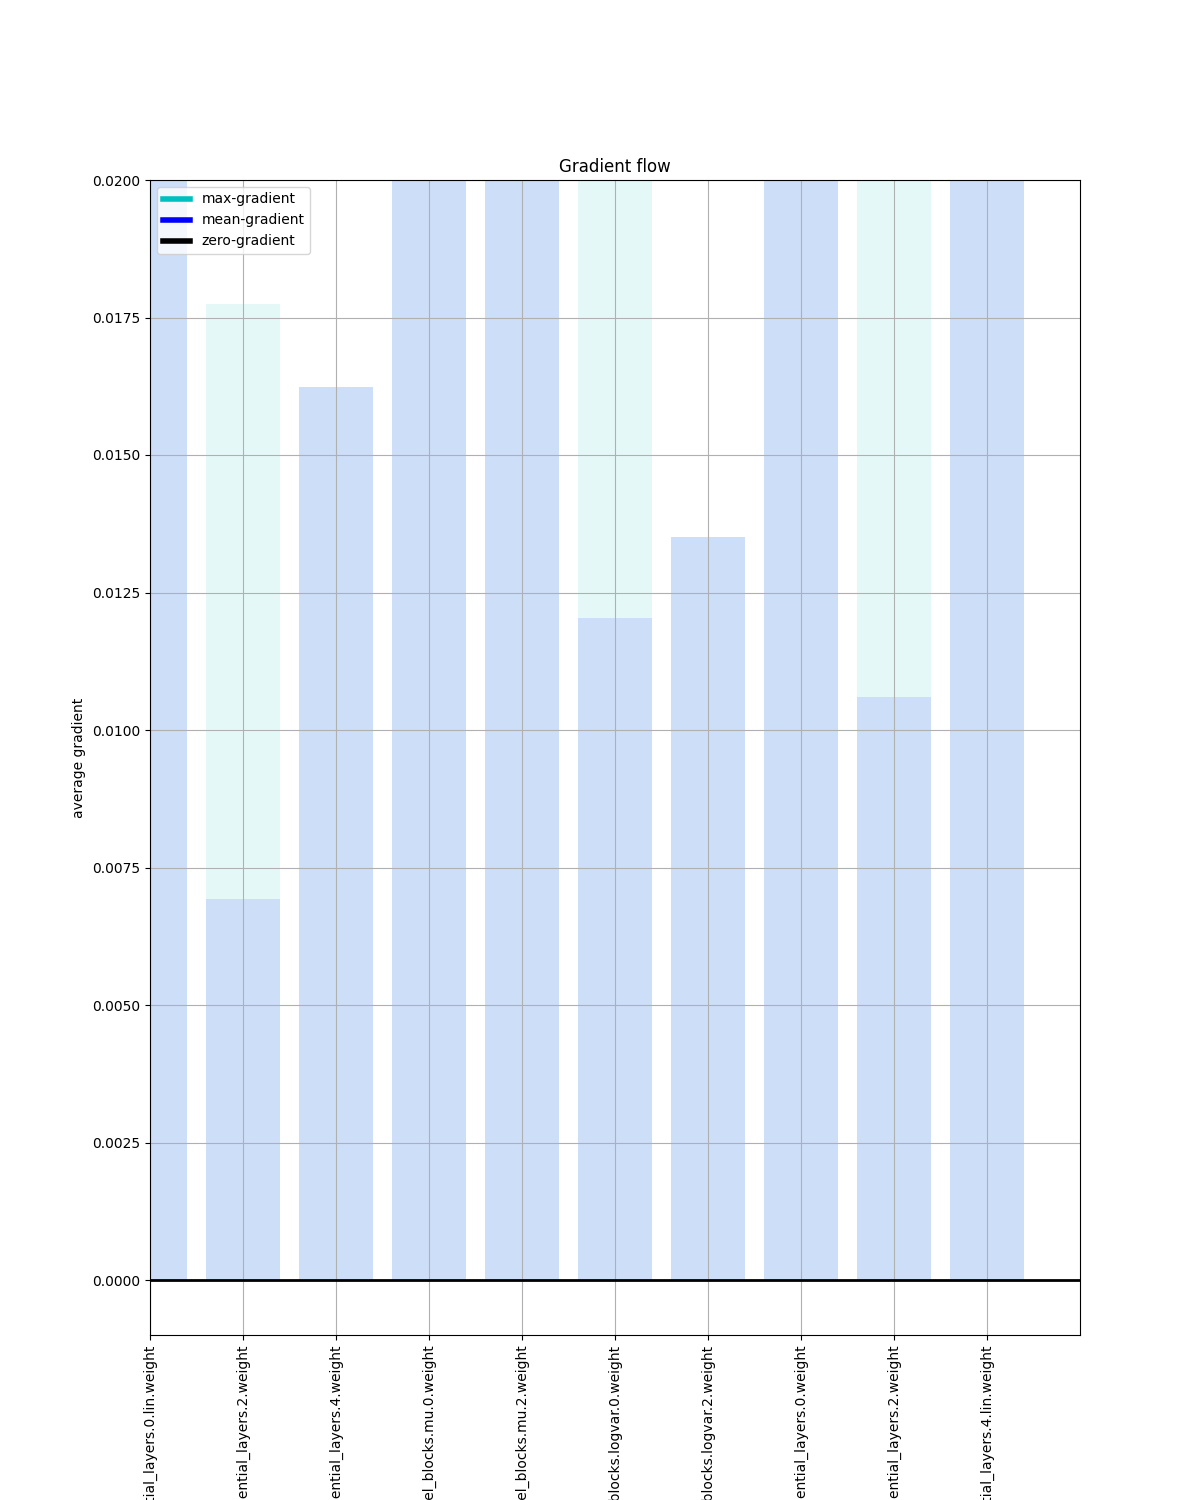 Gradient flow
max-gradient
mean-gradient
zero-gradient
0.0200
0.0175
0.0150
0.0125
0.0100
0.0075
0.0050
0.0025
0.0000
average gradient
tial_layers.0.lin.weight
ential_layers.2.weight
ential_layers.4.weight
el_blocks.mu.0.weight
el_blocks.mu.2.weight
blocks.logvar.0.weight
blocks.logvar.2.weight
ential_layers.0.weight
ential_layers.2.weight
tial_layers.4.lin.weight